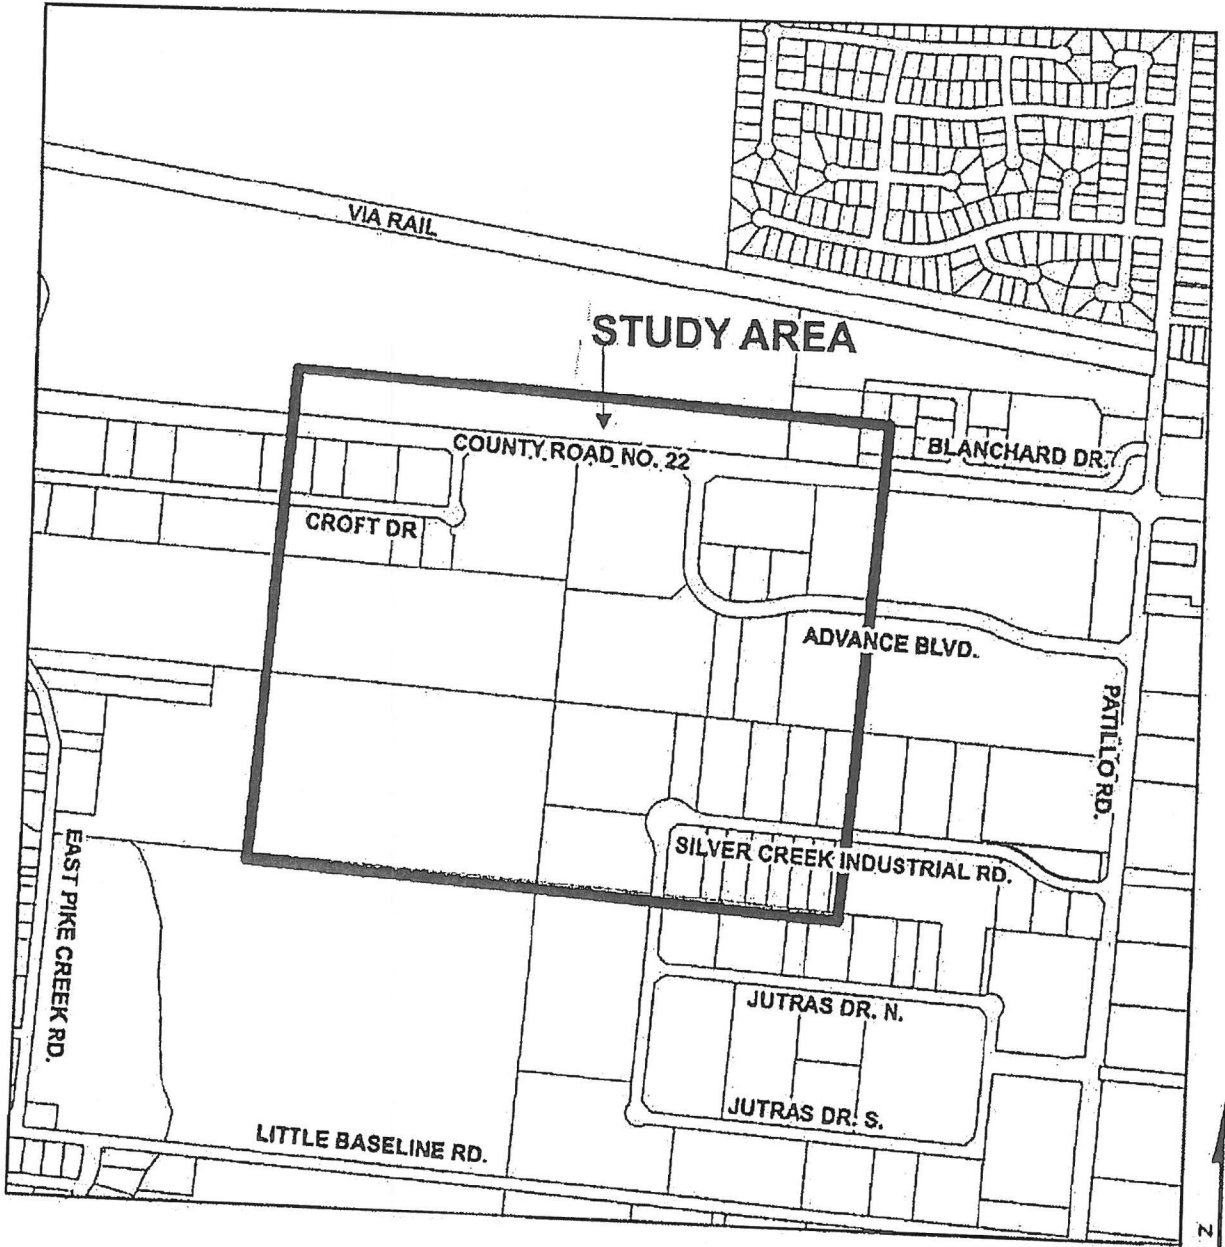 VIA RAIL
STUDY AREA
COUNTY ROAD NO. 22
BLANCHARD DR.
CROFT DR
ADVANCE BLVD.
PATILLO RD.
SILVER CREEK INDUSTRIAL RD.
EAST PIKE CREEK RD.
JUTRAS DR. N.
JUTRAS DR. S.
LITTLE BASELINE RD.
N